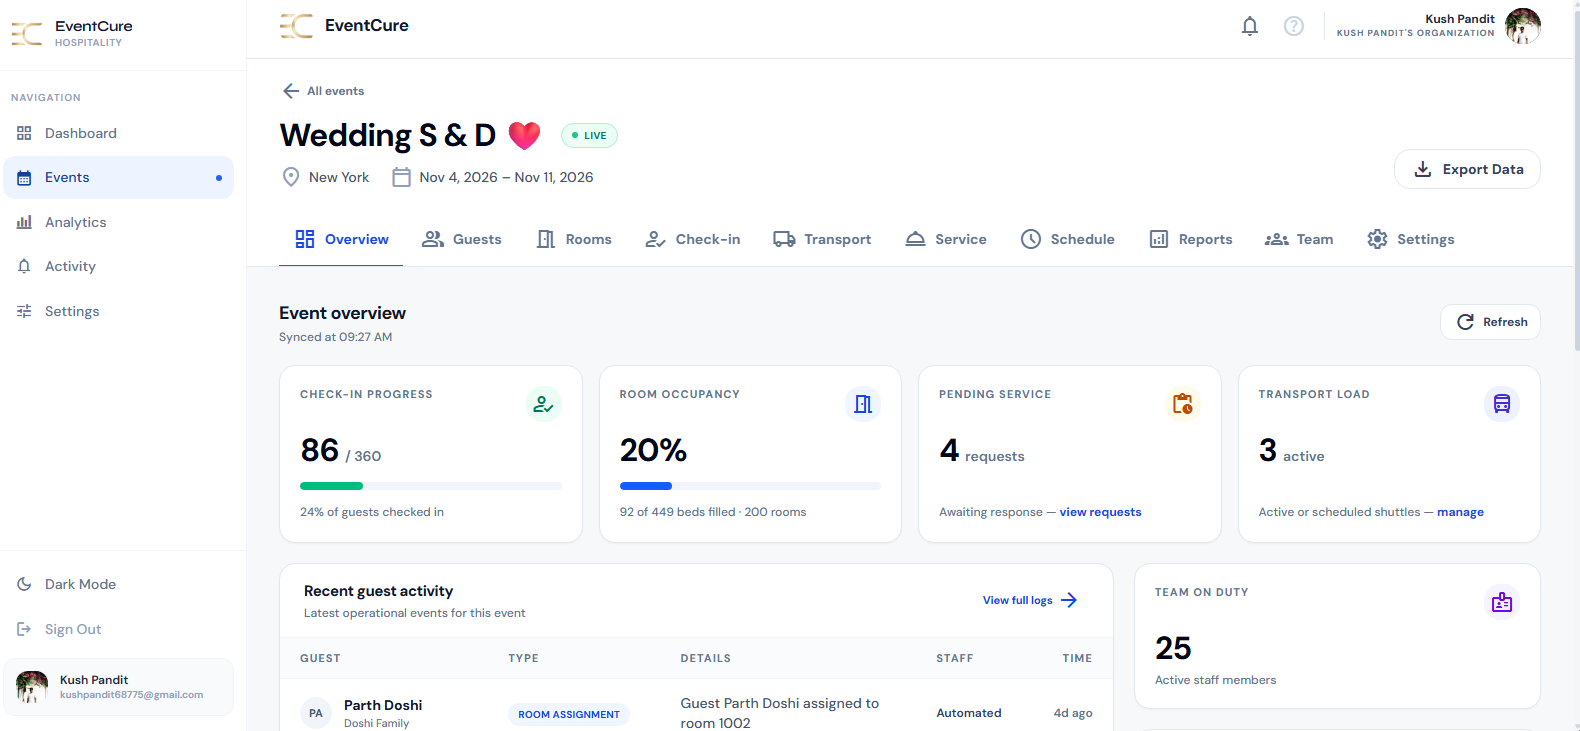 EventCure
HOSPITALITY
NAVIGATION
Dashboard
Events
Analytics
Activity
Settings
Dark Mode
Sign Out
Kush Pandit
kushpandit68775@gmail.com
EventCure
Kush Pandit
KUSH PANDIT'S ORGANIZATION
All events
Wedding S & D ❤️ LIVE
New York Nov 4, 2026 – Nov 11, 2026
Export Data
Overview Guests Rooms Check-in Transport Service Schedule Reports Team Settings
Event overview
Synced at 09:27 AM
Refresh
CHECK-IN PROGRESS
86 / 360
24% of guests checked in
ROOM OCCUPANCY
20%
92 of 449 beds filled · 200 rooms
PENDING SERVICE
4 requests
Awaiting response — view requests
TRANSPORT LOAD
3 active
Active or scheduled shuttles — manage
Recent guest activity
Latest operational events for this event
View full logs
GUEST TYPE DETAILS STAFF TIME
PA
Parth Doshi
Doshi Family
ROOM ASSIGNMENT
Guest Parth Doshi assigned to
room 1002
Automated
4d ago
TEAM ON DUTY
25
Active staff members